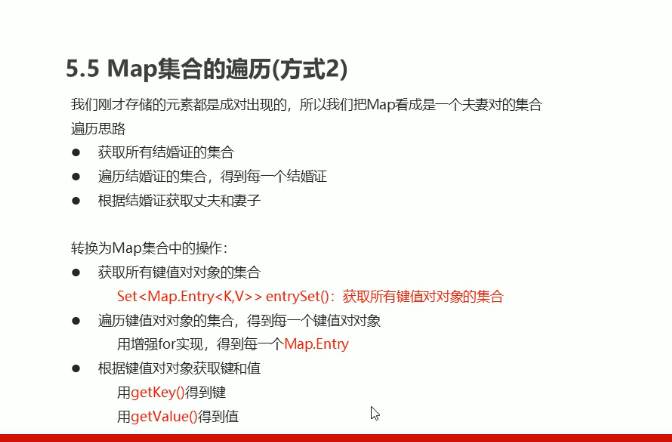 5.5 Map集合的遍历(方式2)
我们刚才存储的元素都是成对出现的，所以我们把Map看成是一个夫妻对的集合
遍历思路
● 获取所有结婚证的集合
● 遍历结婚证的集合，得到每一个结婚证
● 根据结婚证获取丈夫和妻子
转换为Map集合中的操作：
● 获取所有键值对对象的集合
Set<Map.Entry<K,V>> entrySet()：获取所有键值对对象的集合
● 遍历键值对对象的集合，得到每一个键值对对象
用增强for实现，得到每一个Map.Entry
● 根据键值对对象获取键和值
用getKey()得到键
用getValue()得到值